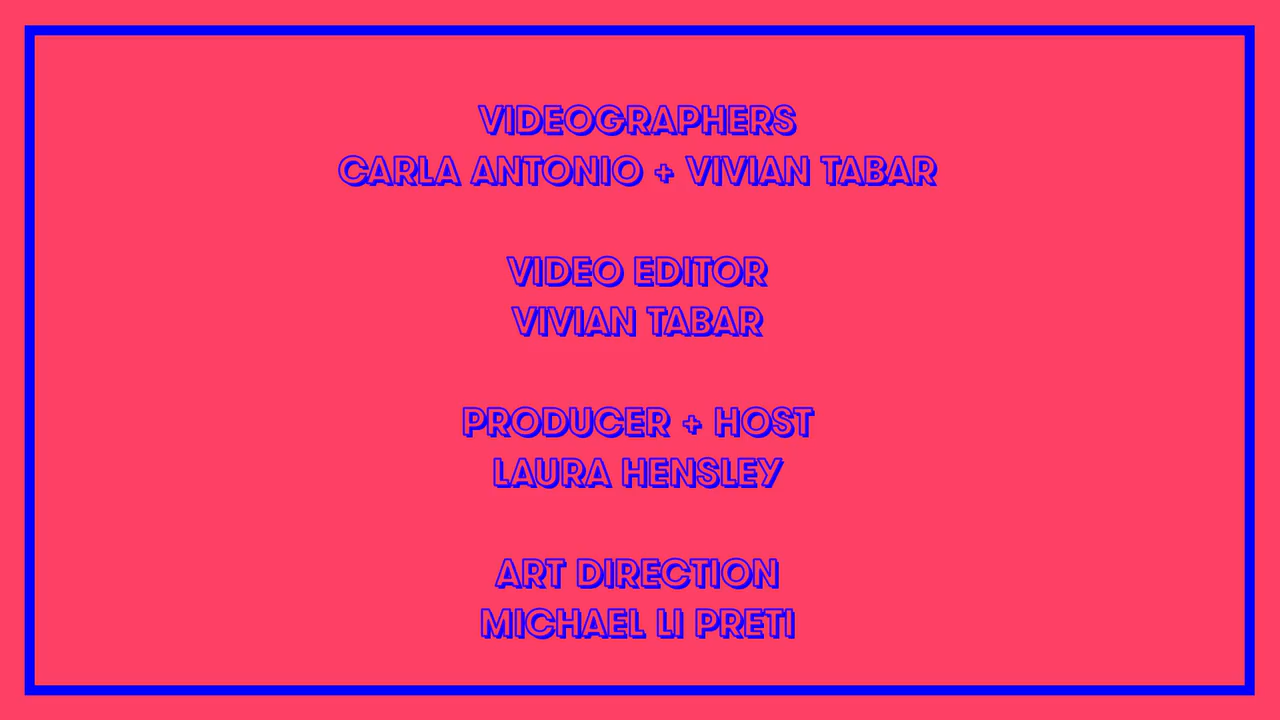 VIDEOGRAPHERS
CARLA ANTONIO + VIVIAN TABAR
VIDEO EDITOR
VIVIAN TABAR
PRODUCER + HOST
LAURA HENSLEY
ART DIRECTION
MICHAEL LI PRETI